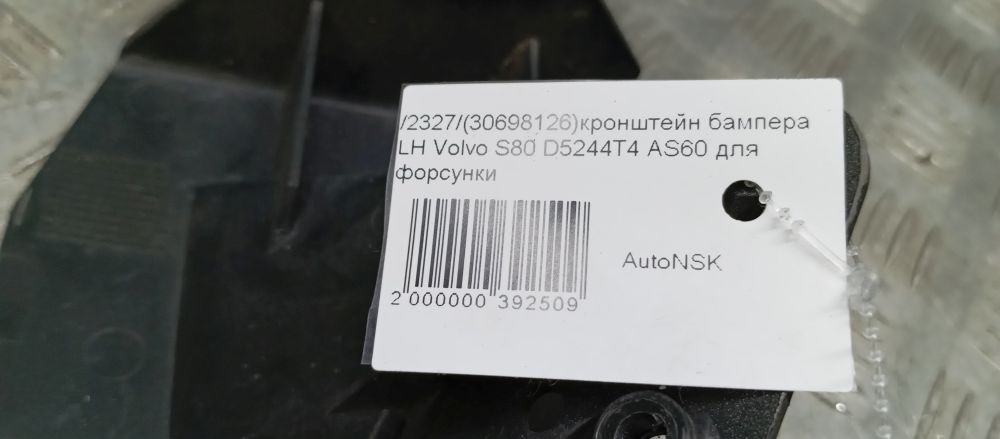 /2327/(30698126)кронштейн бампера
LH Volvo S80 D5244T4 AS60 для
форсунки
AutoNSK
2 000000 392509